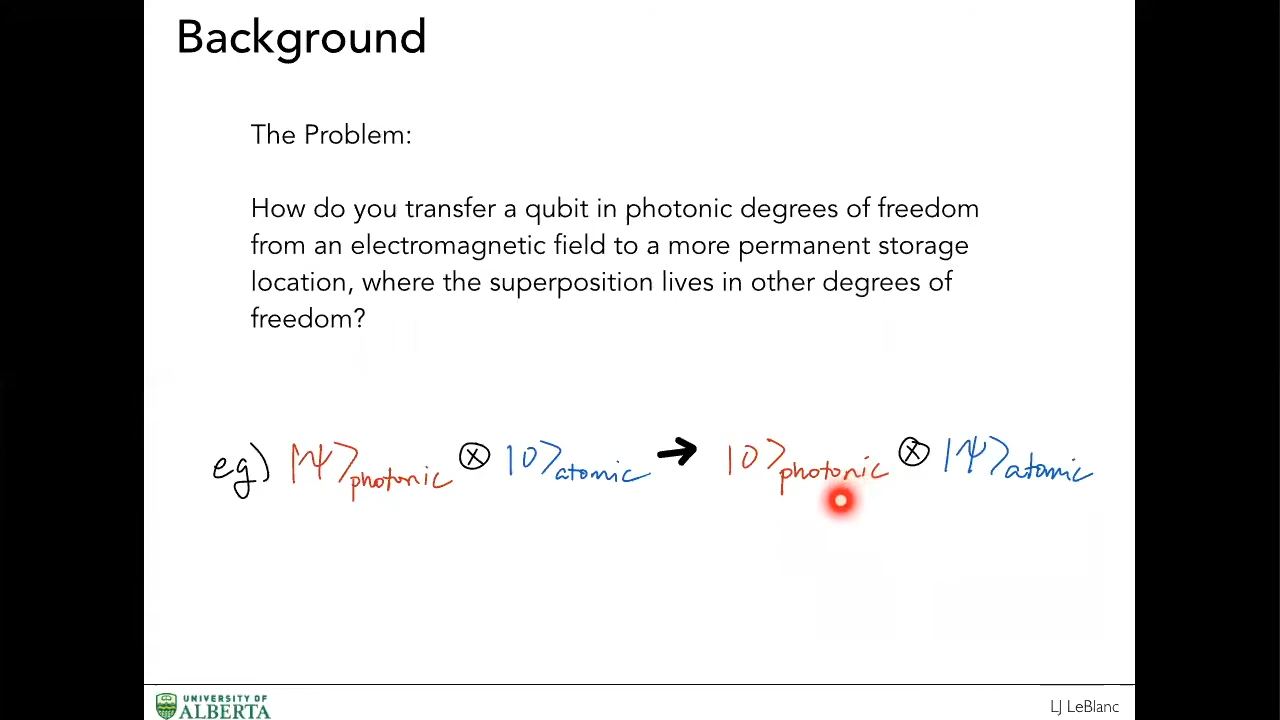 Background
The Problem:
How do you transfer a qubit in photonic degrees of freedom
from an electromagnetic field to a more permanent storage
location, where the superposition lives in other degrees of
freedom?
eg) |ψ⟩photonic ⊗ |0⟩atomic → |0⟩photonic ⊗ |ψ⟩atomic
UNIVERSITY OF
ALBERTA
LJ LeBlanc